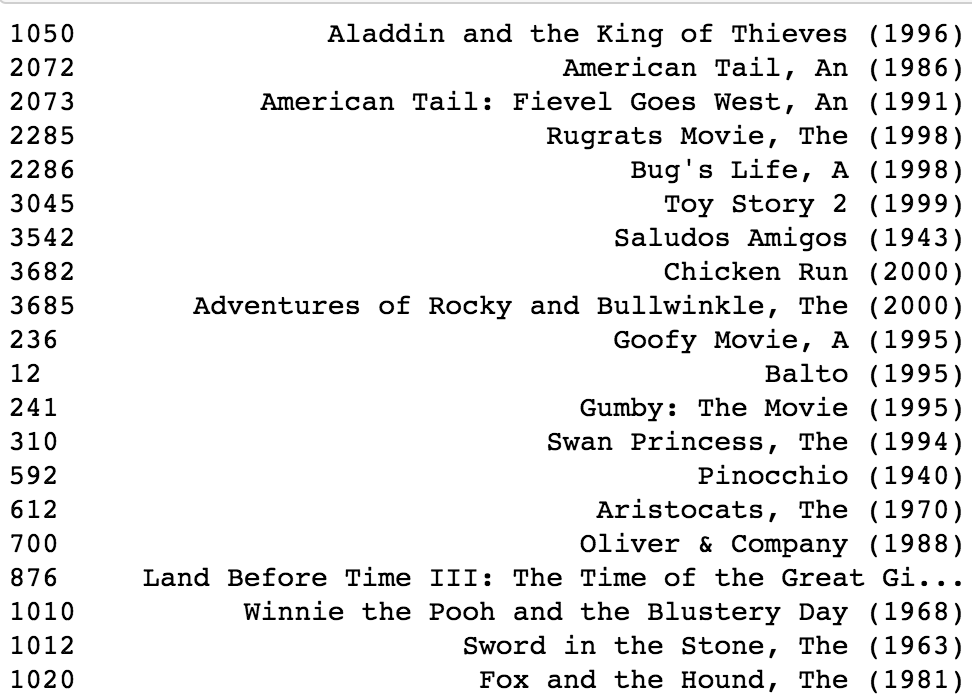 1050 Aladdin and the King of Thieves (1996)
2072 American Tail, An (1986)
2073 American Tail: Fievel Goes West, An (1991)
2285 Rugrats Movie, The (1998)
2286 Bug's Life, A (1998)
3045 Toy Story 2 (1999)
3542 Saludos Amigos (1943)
3682 Chicken Run (2000)
3685 Adventures of Rocky and Bullwinkle, The (2000)
236 Goofy Movie, A (1995)
12 Balto (1995)
241 Gumby: The Movie (1995)
310 Swan Princess, The (1994)
592 Pinocchio (1940)
612 Aristocats, The (1970)
700 Oliver & Company (1988)
876 Land Before Time III: The Time of the Great Gi...
1010 Winnie the Pooh and the Blustery Day (1968)
1012 Sword in the Stone, The (1963)
1020 Fox and the Hound, The (1981)